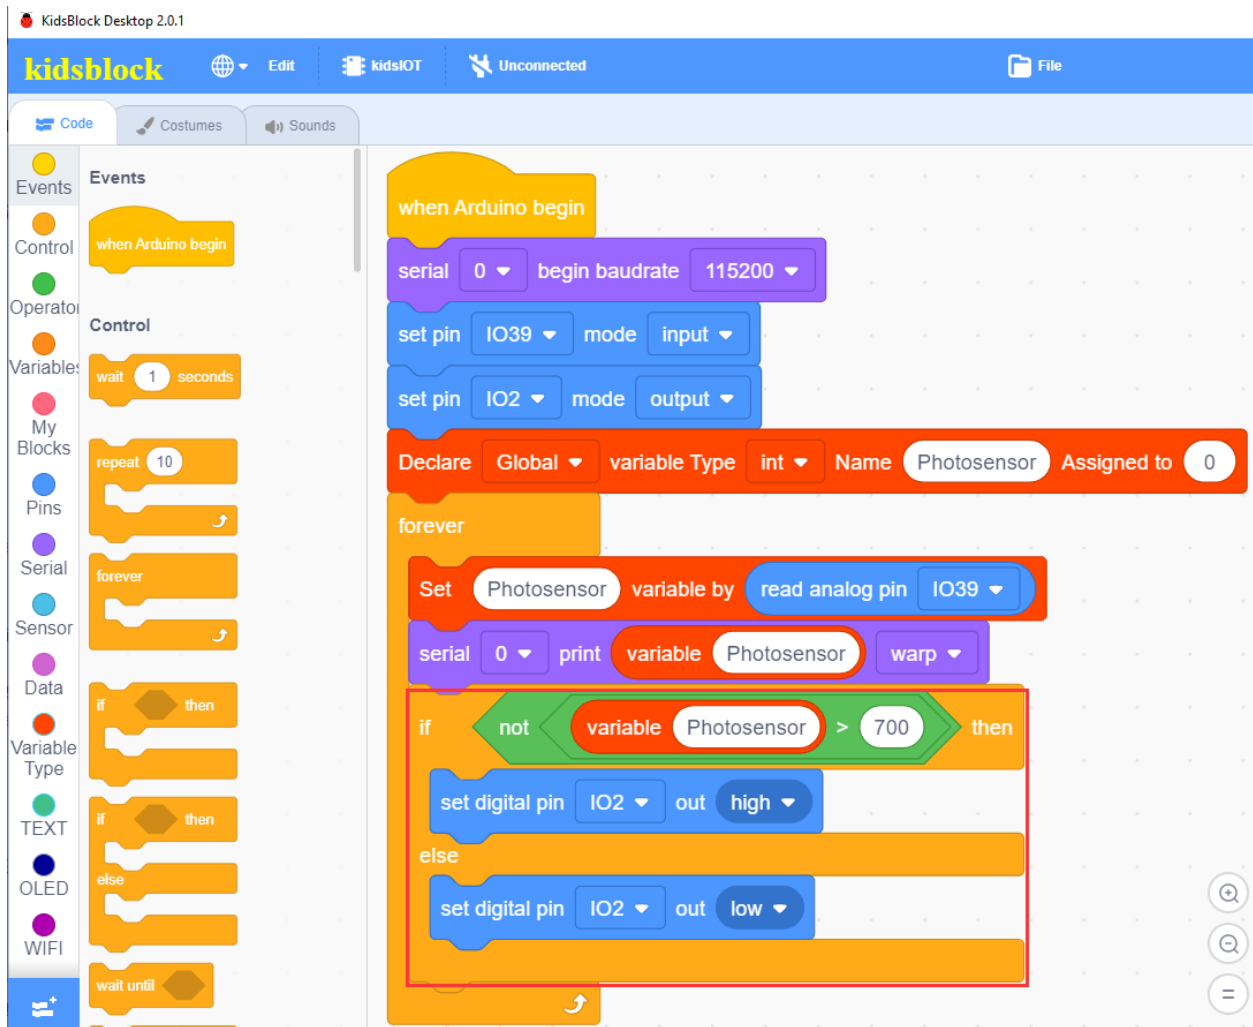 KidsBlock Desktop 2.0.1
kidsblock Edit kidsIOT Unconnected File
Code Costumes Sounds
Events
Control
Operator
Variables
My
Blocks
Pins
Serial
Sensor
Data
Variable
Type
TEXT
OLED
WIFI
Events
when Arduino begin
Control
wait 1 seconds
repeat 10
forever
if then
if then
else
wait until
when Arduino begin
serial 0 begin baudrate 115200
set pin IO39 mode input
set pin IO2 mode output
Declare Global variable Type int Name Photosensor Assigned to 0
forever
Set Photosensor variable by read analog pin IO39
serial 0 print variable Photosensor warp
if not variable Photosensor > 700 then
set digital pin IO2 out high
else
set digital pin IO2 out low